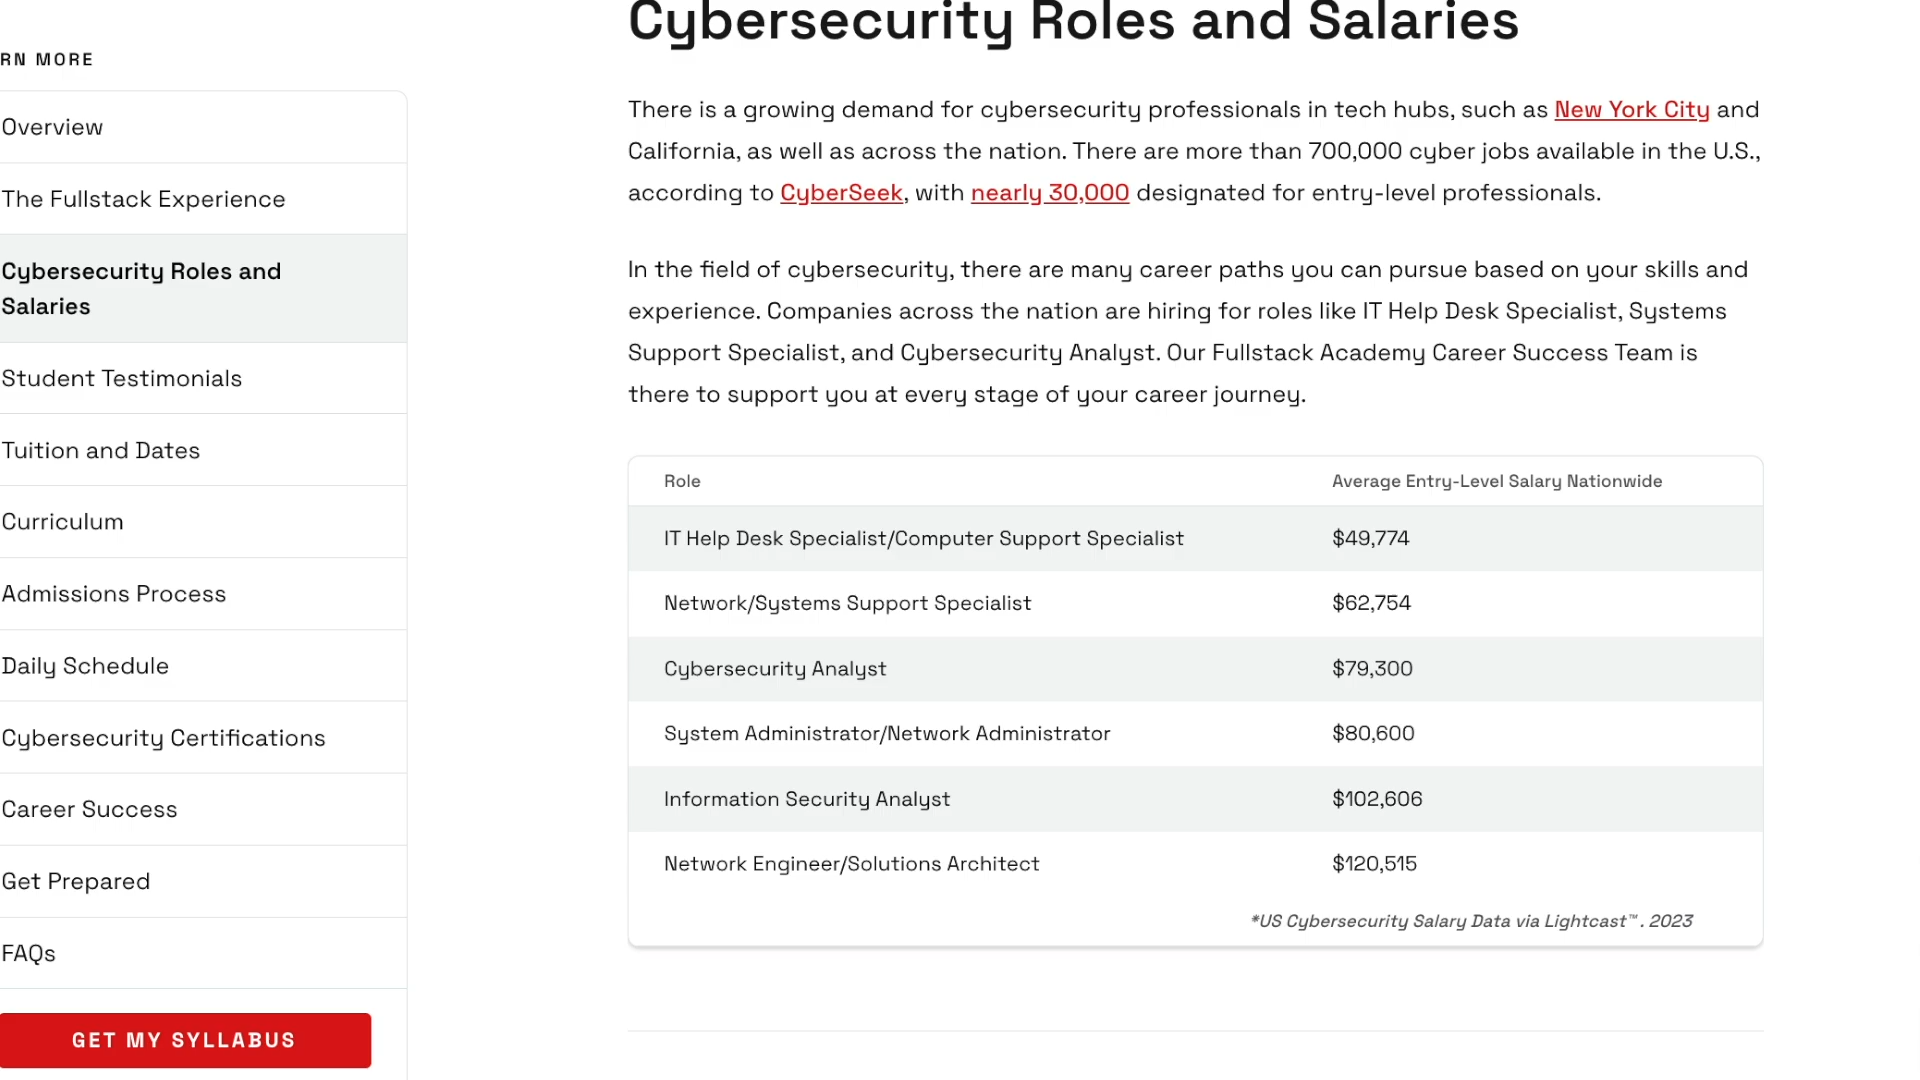 RN MORE
Overview
The Fullstack Experience
Cybersecurity Roles and
Salaries
Student Testimonials
Tuition and Dates
Curriculum
Admissions Process
Daily Schedule
Cybersecurity Certifications
Career Success
Get Prepared
FAQs
GET MY SYLLABUS
Cybersecurity Roles and Salaries
There is a growing demand for cybersecurity professionals in tech hubs, such as New York City and
California, as well as across the nation. There are more than 700,000 cyber jobs available in the U.S.,
according to CyberSeek, with nearly 30,000 designated for entry-level professionals.
In the field of cybersecurity, there are many career paths you can pursue based on your skills and
experience. Companies across the nation are hiring for roles like IT Help Desk Specialist, Systems
Support Specialist, and Cybersecurity Analyst. Our Fullstack Academy Career Success Team is
there to support you at every stage of your career journey.
Role Average Entry-Level Salary Nationwide
IT Help Desk Specialist/Computer Support Specialist $49,774
Network/Systems Support Specialist $62,754
Cybersecurity Analyst $79,300
System Administrator/Network Administrator $80,600
Information Security Analyst $102,606
Network Engineer/Solutions Architect $120,515
*US Cybersecurity Salary Data via Lightcast™. 2023